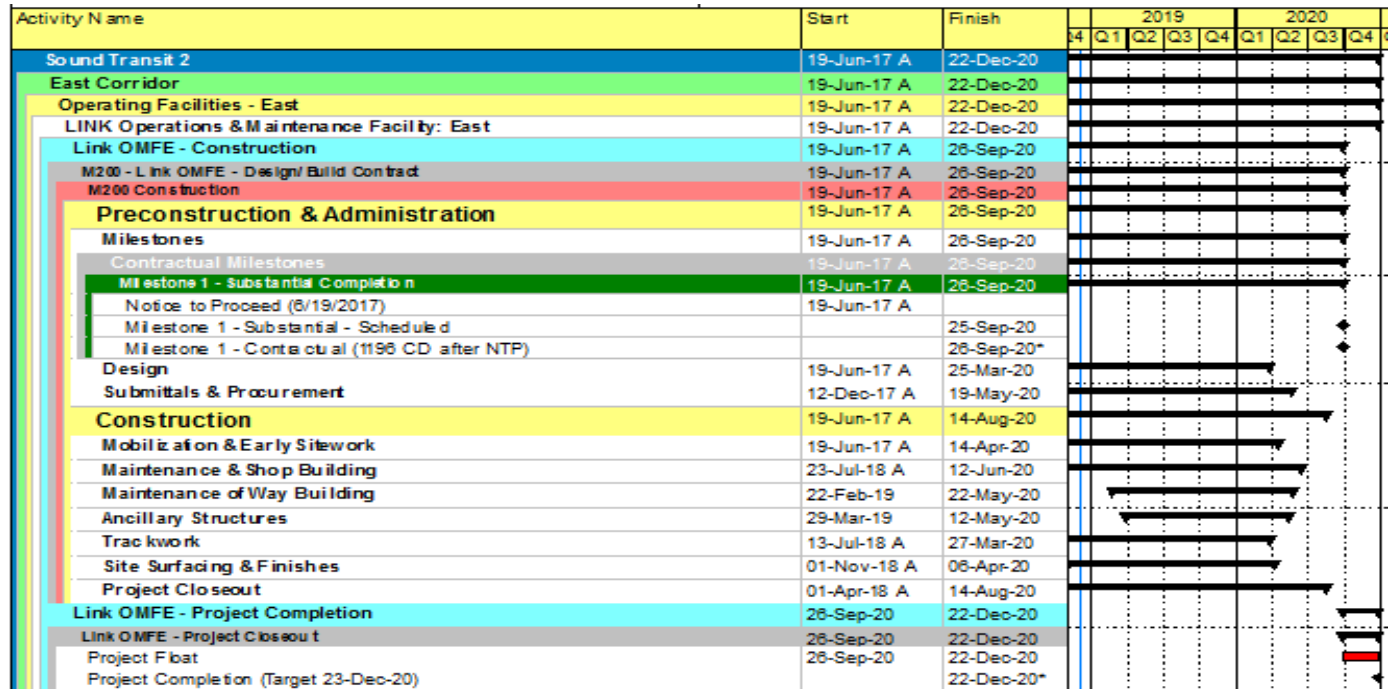 Activity Name Start Finish 2019 2020
Q4 Q1 Q2 Q3 Q4 Q1 Q2 Q3 Q4
Sound Transit 2 19-Jun-17 A 22-Dec-20
East Corridor 19-Jun-17 A 22-Dec-20
Operating Facilities - East 19-Jun-17 A 22-Dec-20
LINK Operations & Maintenance Facility: East 19-Jun-17 A 22-Dec-20
Link OMFE - Construction 19-Jun-17 A 26-Sep-20
M200 - Link OMFE - Design/Build Contract 19-Jun-17 A 26-Sep-20
M200 Construction 19-Jun-17 A 26-Sep-20
Preconstruction & Administration 19-Jun-17 A 26-Sep-20
Milestones 19-Jun-17 A 26-Sep-20
Contractual Milestones 19-Jun-17 A 26-Sep-20
Milestone 1 - Substantial Completion 19-Jun-17 A 26-Sep-20
Notice to Proceed (6/19/2017) 19-Jun-17 A
Milestone 1 - Substantial - Scheduled 25-Sep-20
Milestone 1 - Contractual (1196 CD after NTP) 26-Sep-20*
Design 19-Jun-17 A 25-Mar-20
Submittals & Procurement 12-Dec-17 A 19-May-20
Construction 19-Jun-17 A 14-Aug-20
Mobilization & Early Sitework 19-Jun-17 A 14-Apr-20
Maintenance & Shop Building 23-Jul-18 A 12-Jun-20
Maintenance of Way Building 22-Feb-19 22-May-20
Ancillary Structures 29-Mar-19 12-May-20
Trackwork 13-Jul-18 A 27-Mar-20
Site Surfacing & Finishes 01-Nov-18 A 06-Apr-20
Project Closeout 01-Apr-18 A 14-Aug-20
Link OMFE - Project Completion 26-Sep-20 22-Dec-20
Link OMFE - Project Closeout 26-Sep-20 22-Dec-20
Project Float 26-Sep-20 22-Dec-20
Project Completion (Target 23-Dec-20) 22-Dec-20*